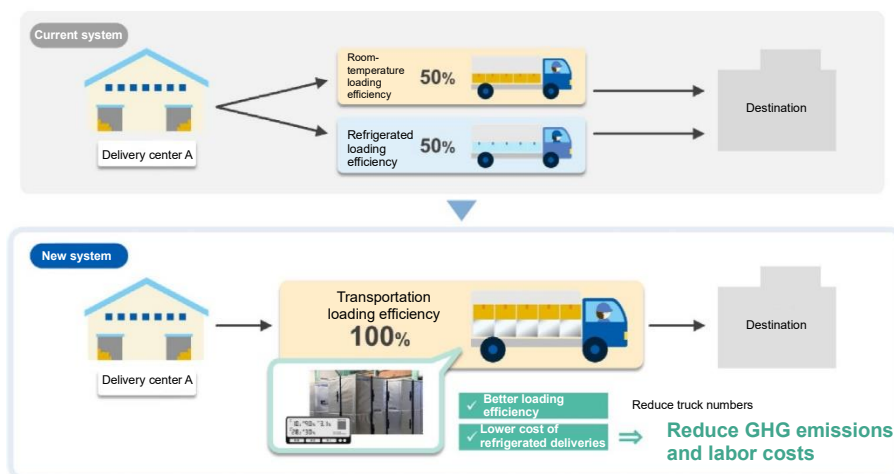 Current system
Room-
temperature
loading
efficiency
50%
Refrigerated
loading
efficiency
50%
Delivery center A
Destination
New system
Transportation
loading efficiency
100%
Delivery center A
Destination
✓ Better loading
efficiency
✓ Lower cost of
refrigerated deliveries
Reduce truck numbers
⇒ Reduce GHG emissions
and labor costs